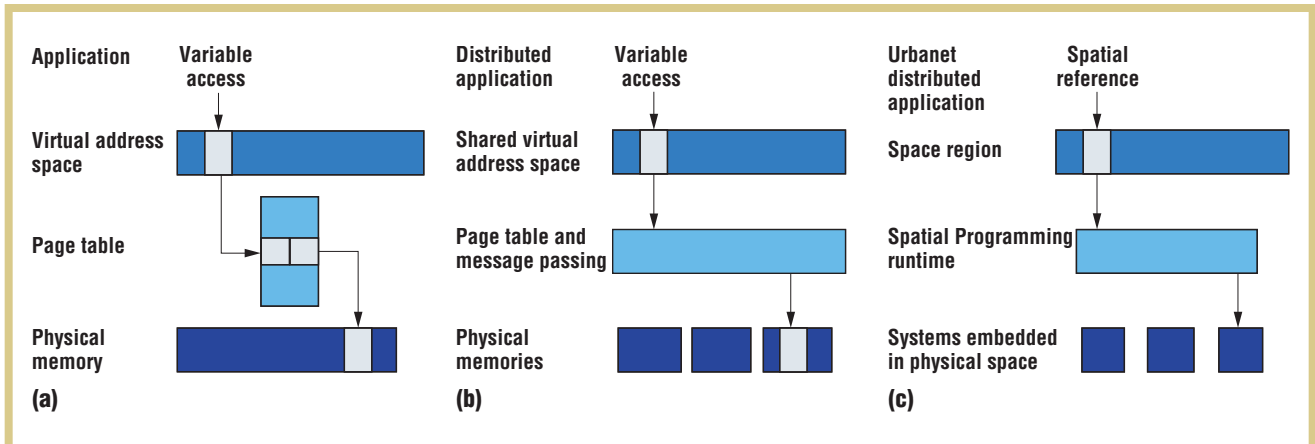 Application
Variable
access
Virtual address
space
Page table
Physical
memory
(a)
Distributed
application
Variable
access
Shared virtual
address space
Page table and
message passing
Physical
memories
(b)
Urbanet
distributed
application
Spatial
reference
Space region
Spatial Programming
runtime
Systems embedded
in physical space
(c)